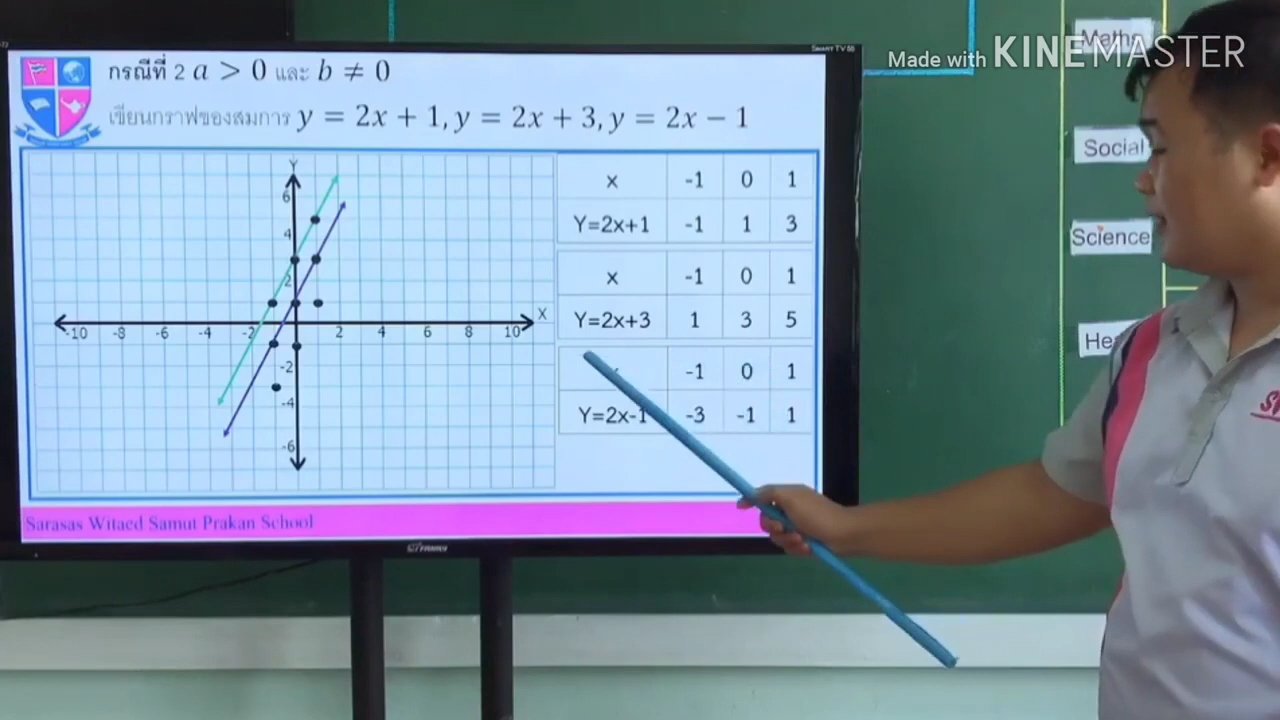 Made with KINEMASTER
SMART TV 55
กรณีที่ 2 a > 0 และ b ≠ 0
เขียนกราฟของสมการ y = 2x + 1, y = 2x + 3, y = 2x − 1
Y
6
4
2
-10 -8 -6 -4 -2 2 4 6 8 10 X
-2
-4
-6
x -1 0 1
Y=2x+1 -1 1 3
x -1 0 1
Y=2x+3 1 3 5
-1 0 1
Y=2x-1 -3 -1 1
Sarasas Witaed Samut Prakan School
Maths
Social
Science